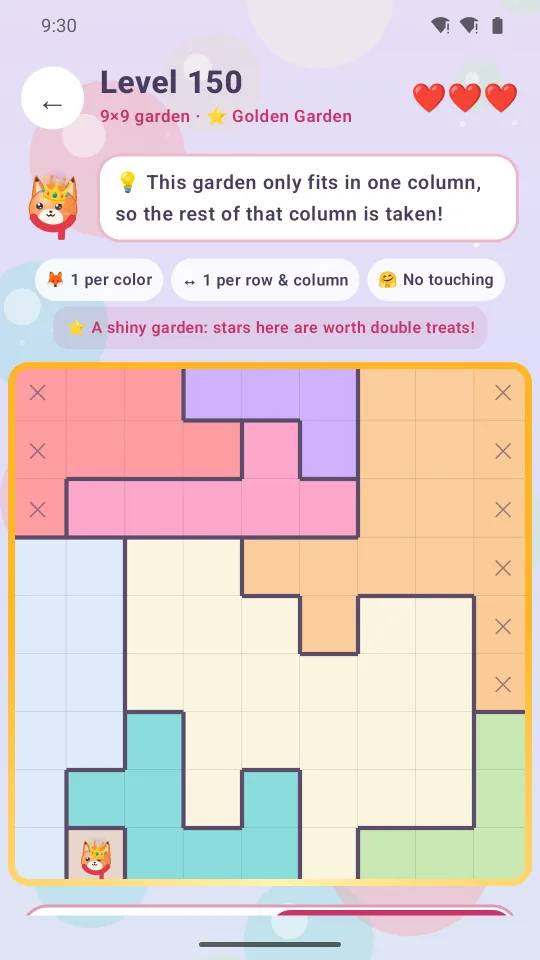 9:30
←
Level 150
9×9 garden · ⭐ Golden Garden
❤️❤️❤️
💡 This garden only fits in one column,
so the rest of that column is taken!
🦊 1 per color
↔ 1 per row & column
🤗 No touching
⭐ A shiny garden: stars here are worth double treats!